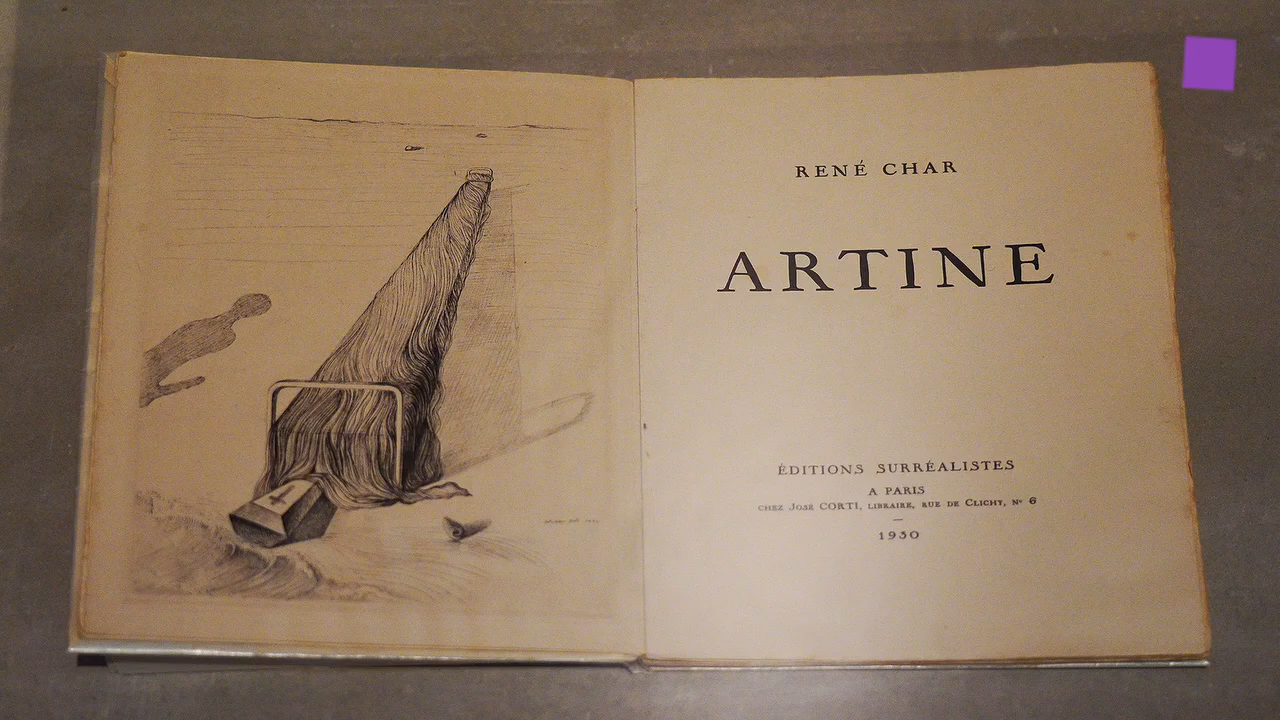 RENÉ CHAR
ARTINE
ÉDITIONS SURRÉALISTES
A PARIS
CHEZ JOSÉ CORTI, LIBRAIRE, RUE DE CLICHY, Nº 6
1930